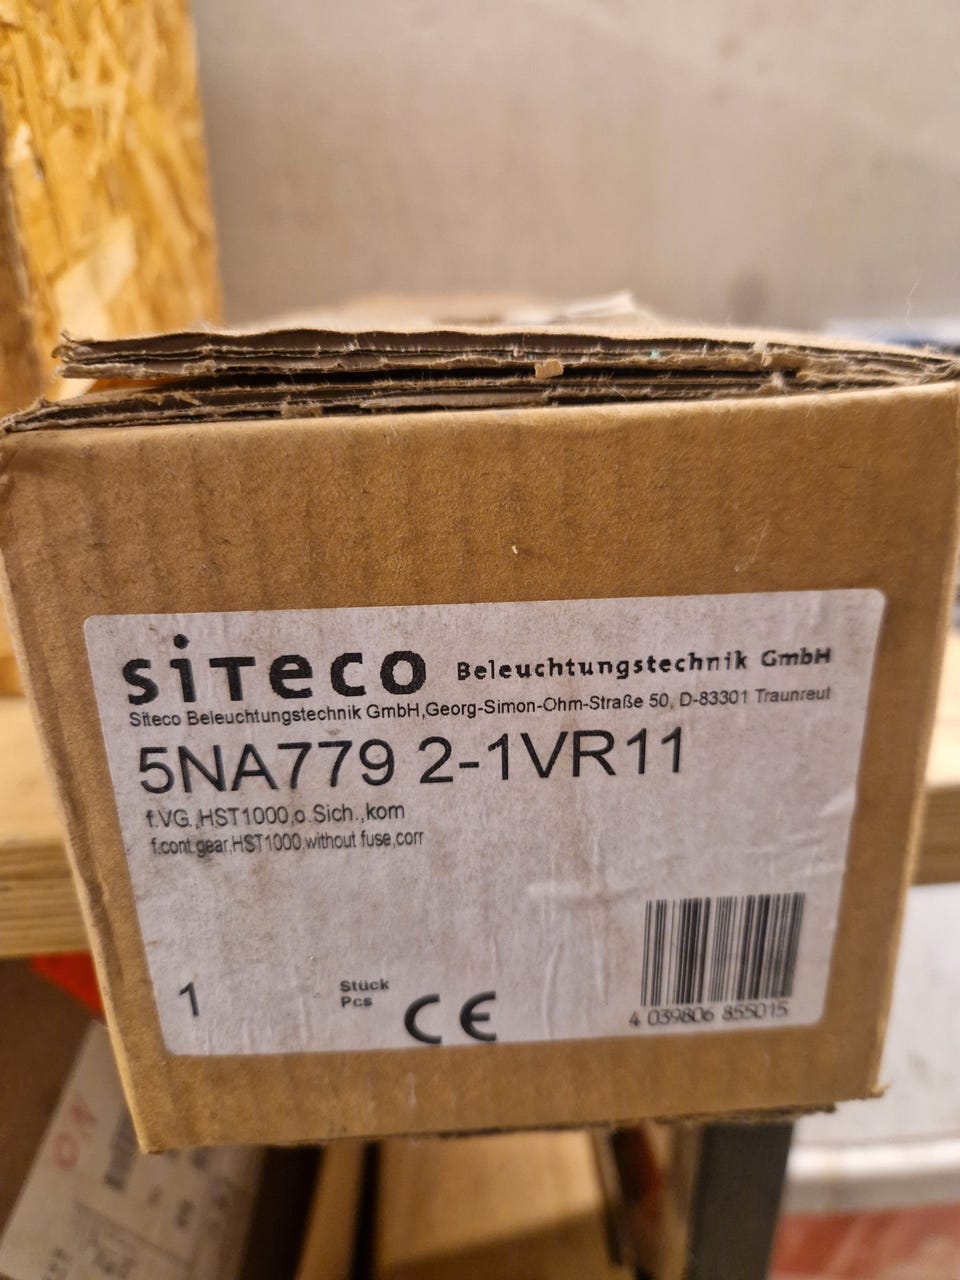 siteco Beleuchtungstechnik GmbH
Siteco Beleuchtungstechnik GmbH,Georg-Simon-Ohm-Straße 50, D-83301 Traunreut
5NA779 2-1VR11
f.VG.,HST1000,o.Sich.,kom
f.cont.gear,HST1000,without fuse,corr
1 Stück
Pcs
CE
4 039806 855015